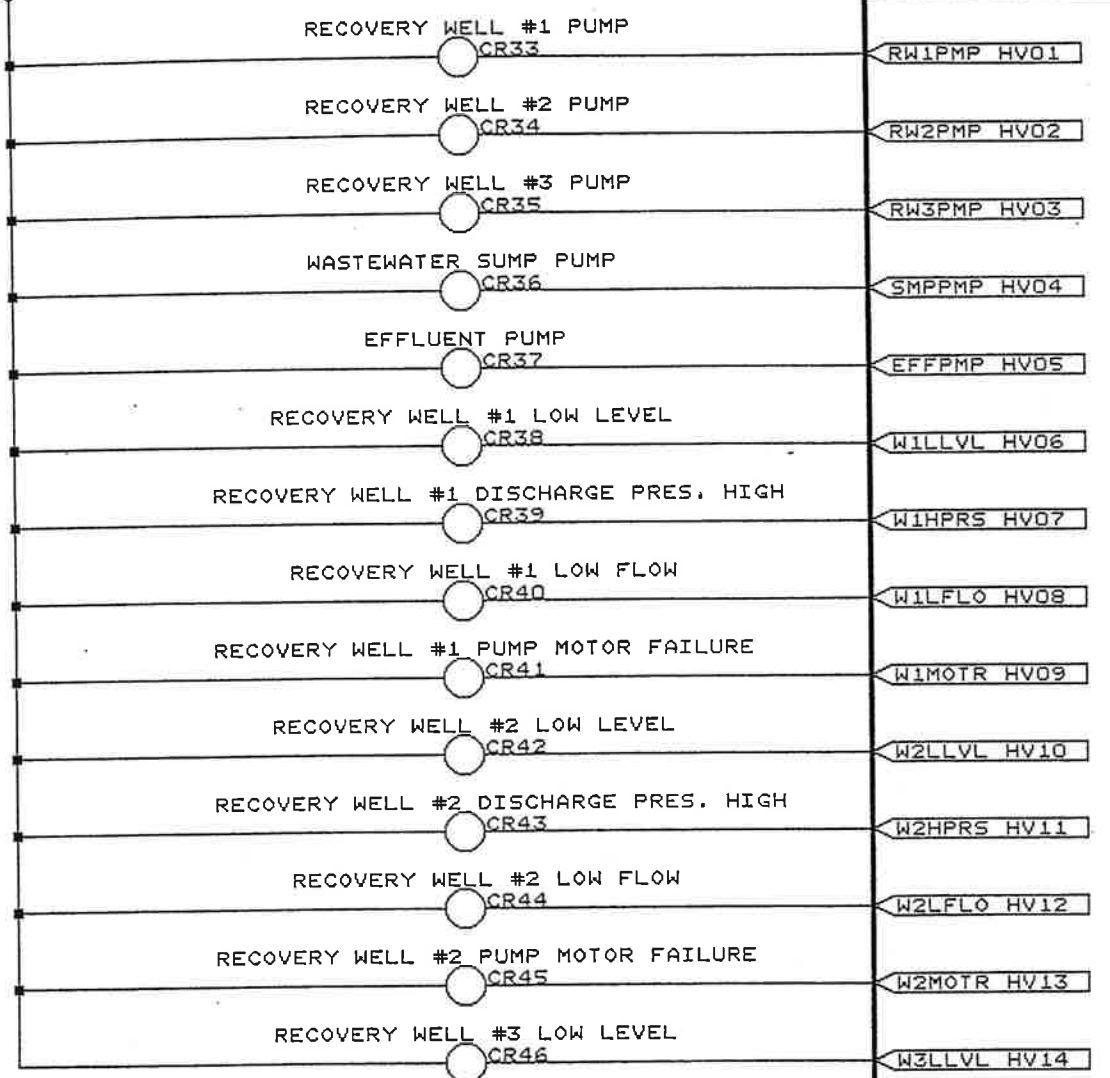 RECOVERY WELL #1 PUMP
CR33
RW1PMP HV01
RECOVERY WELL #2 PUMP
CR34
RW2PMP HV02
RECOVERY WELL #3 PUMP
CR35
RW3PMP HV03
WASTEWATER SUMP PUMP
CR36
SMPPMP HV04
EFFLUENT PUMP
CR37
EFFPMP HV05
RECOVERY WELL #1 LOW LEVEL
CR38
W1LLVL HV06
RECOVERY WELL #1 DISCHARGE PRES. HIGH
CR39
W1HPRS HV07
RECOVERY WELL #1 LOW FLOW
CR40
W1LFLO HV08
RECOVERY WELL #1 PUMP MOTOR FAILURE
CR41
W1MOTR HV09
RECOVERY WELL #2 LOW LEVEL
CR42
W2LLVL HV10
RECOVERY WELL #2 DISCHARGE PRES. HIGH
CR43
W2HPRS HV11
RECOVERY WELL #2 LOW FLOW
CR44
W2LFLO HV12
RECOVERY WELL #2 PUMP MOTOR FAILURE
CR45
W2MOTR HV13
RECOVERY WELL #3 LOW LEVEL
CR46
W3LLVL HV14